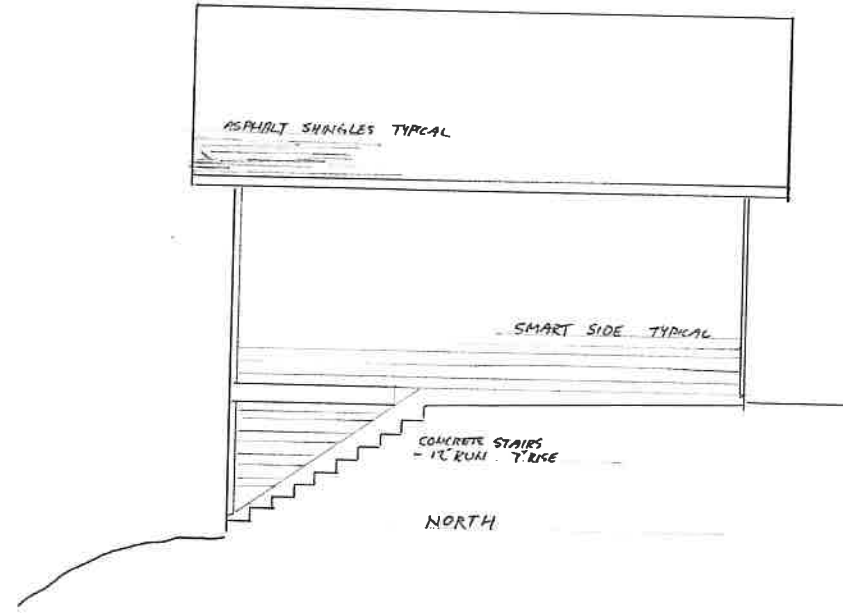 ASPHALT SHINGLES TYPICAL
SMART SIDE TYPICAL
CONCRETE STAIRS
- 12" RUN 7" RISE
NORTH